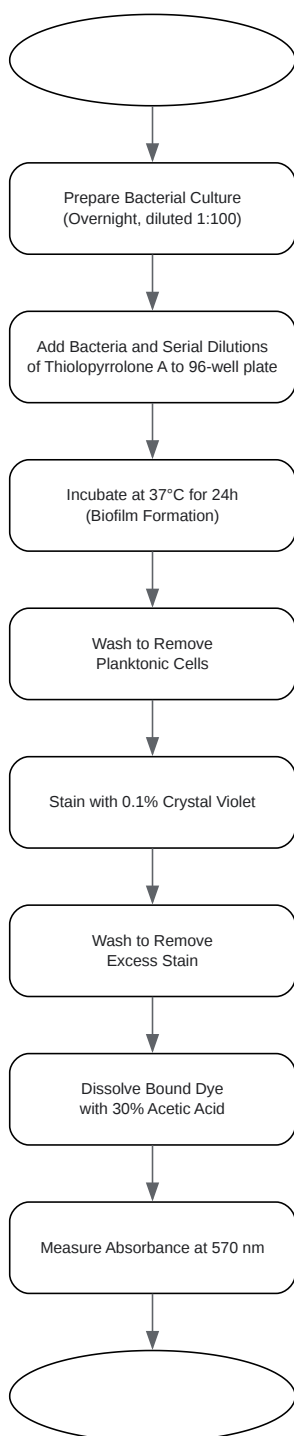 Prepare Bacterial Culture
(Overnight, diluted 1:100)
Add Bacteria and Serial Dilutions
of Thiolopyrrolone A to 96-well plate
Incubate at 37°C for 24h
(Biofilm Formation)
Wash to Remove
Planktonic Cells
Stain with 0.1% Crystal Violet
Wash to Remove
Excess Stain
Dissolve Bound Dye
with 30% Acetic Acid
Measure Absorbance at 570 nm